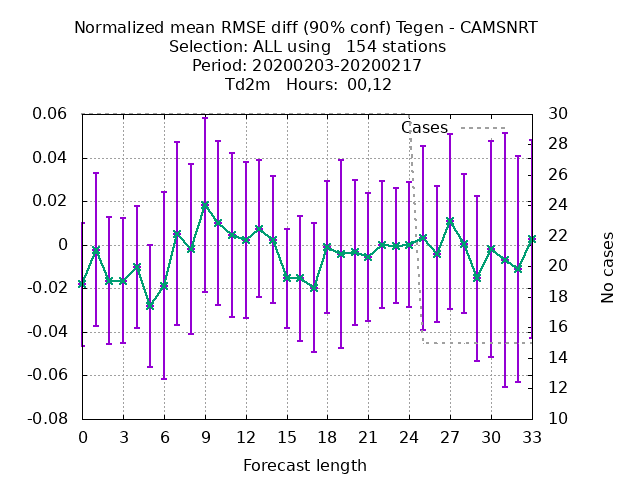 Normalized mean RMSE diff (90% conf) Tegen - CAMSNRT
Selection: ALL using   154 stations
Period: 20200203-20200217
Td2m   Hours:  00,12
0.06
0.04
0.02
0
-0.02
-0.04
-0.06
-0.08
Cases
30
28
26
24
22
20
18
16
14
12
10
No cases
0 3 6 9 12 15 18 21 24 27 30 33
Forecast length